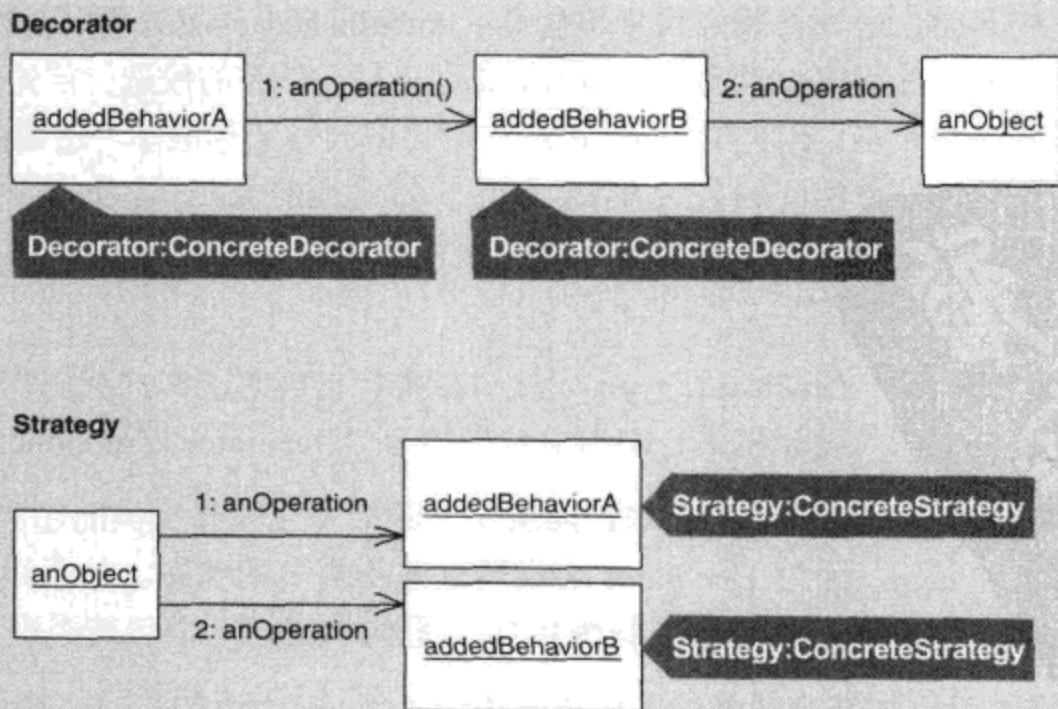 Decorator
1: anOperation()
2: anOperation
addedBehaviorA
addedBehaviorB
anObject
Decorator:ConcreteDecorator
Decorator:ConcreteDecorator
Strategy
1: anOperation
addedBehaviorA
Strategy:ConcreteStrategy
anObject
2: anOperation
addedBehaviorB
Strategy:ConcreteStrategy